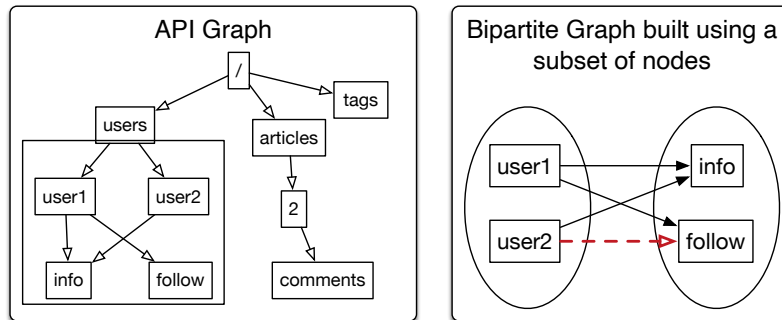 API Graph
/
tags
users
articles
user1
user2
2
info
follow
comments
Bipartite Graph built using a
subset of nodes
user1
info
user2
follow